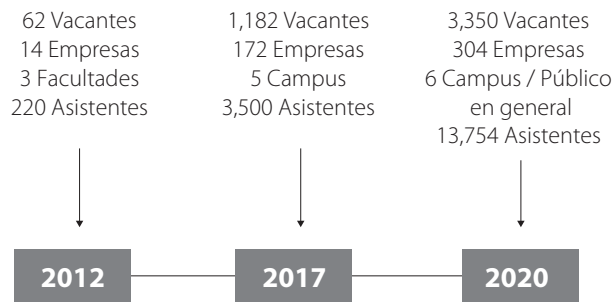 62 Vacantes
14 Empresas
3 Facultades
220 Asistentes
1,182 Vacantes
172 Empresas
5 Campus
3,500 Asistentes
3,350 Vacantes
304 Empresas
6 Campus / Público
en general
13,754 Asistentes
2012
2017
2020